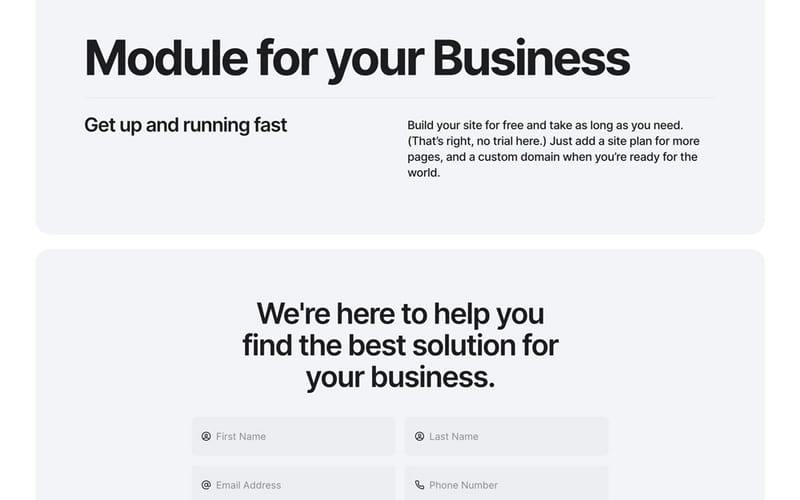 Module for your Business
Get up and running fast
Build your site for free and take as long as you need.
(That’s right, no trial here.) Just add a site plan for more
pages, and a custom domain when you’re ready for the
world.
We're here to help you
find the best solution for
your business.
First Name
Last Name
Email Address
Phone Number